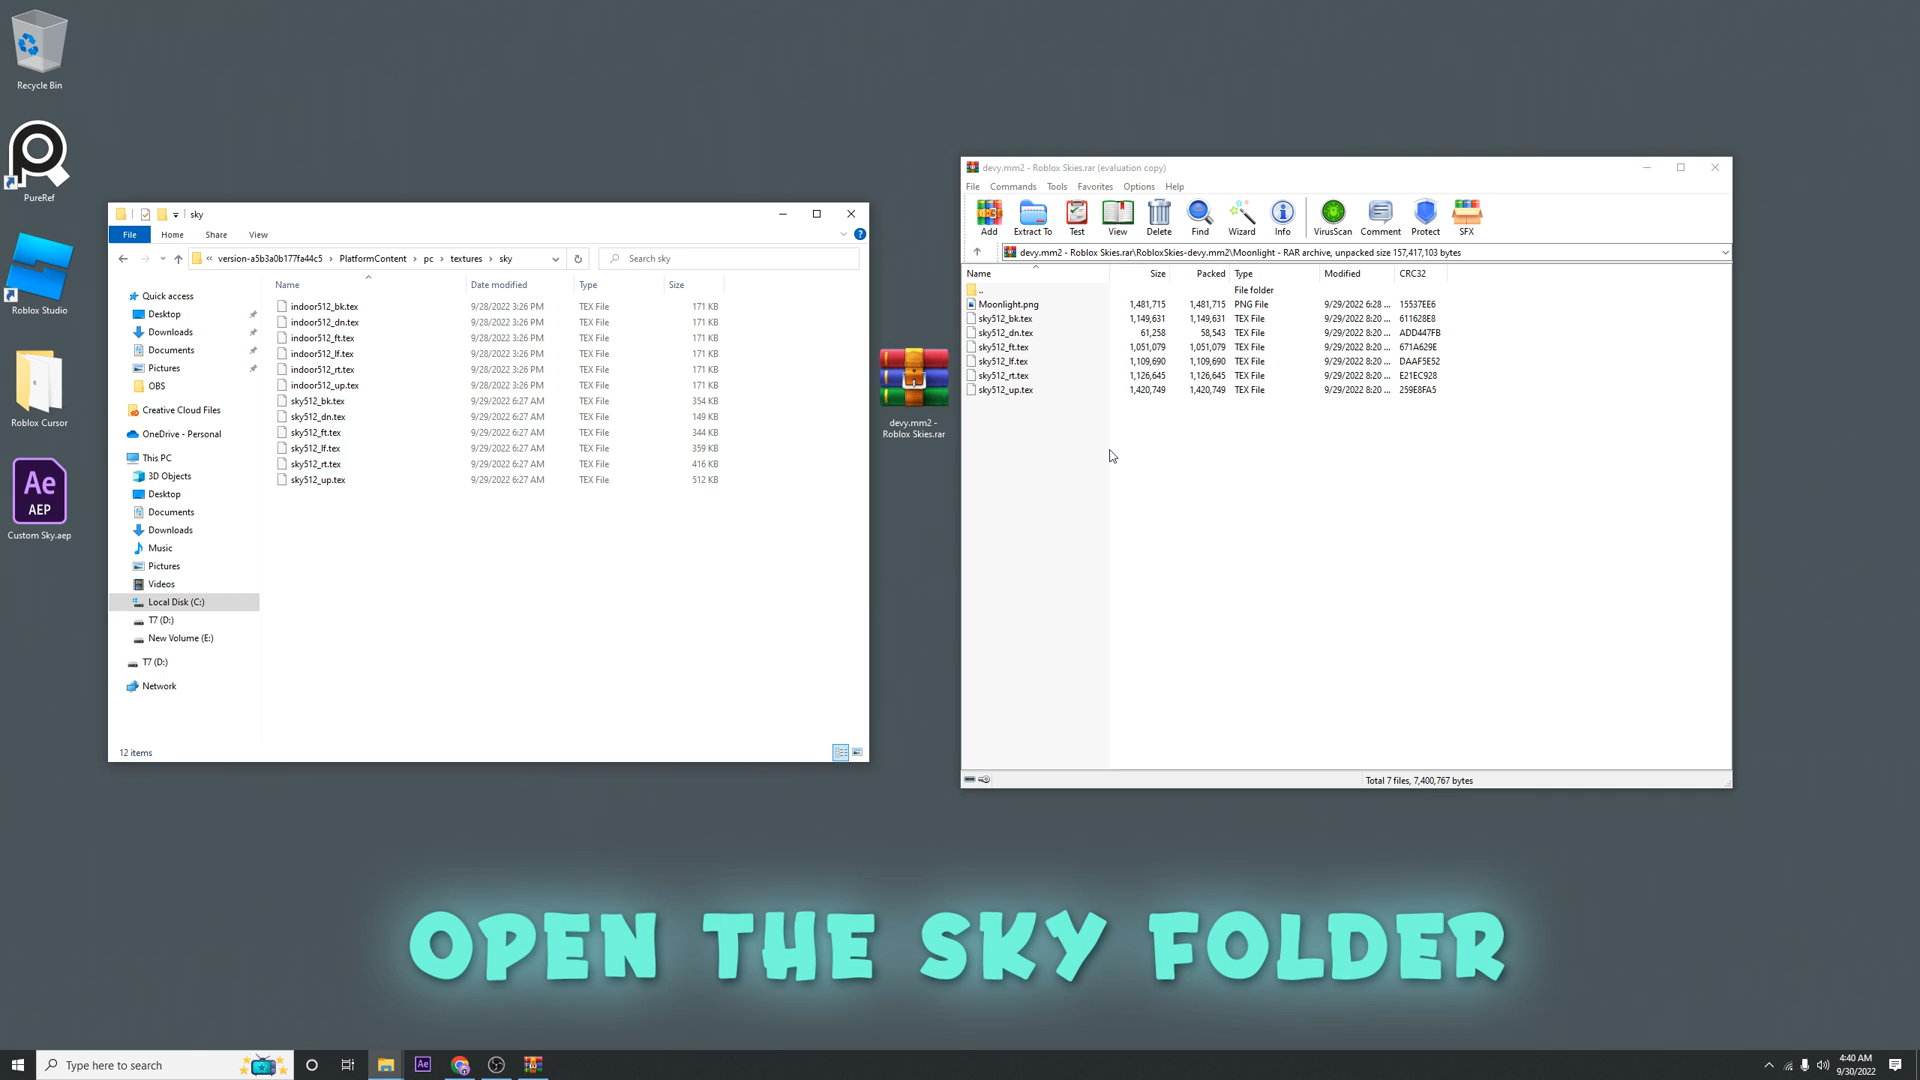 Recycle Bin
PureRef
Roblox Studio
Roblox Cursor
Ae
AEP
Custom Sky.aep
sky
File Home Share View
version-a5b3a0b177fa44c5 PlatformContent pc textures sky
Search sky
Quick access
Desktop
Downloads
Documents
Pictures
OBS
Creative Cloud Files
OneDrive - Personal
This PC
3D Objects
Desktop
Documents
Downloads
Music
Pictures
Videos
Local Disk (C:)
T7 (D:)
New Volume (E:)
T7 (D:)
Network
Name Date modified Type Size
indoor512_bk.tex 9/28/2022 3:26 PM TEX File 171 KB
indoor512_dn.tex 9/28/2022 3:26 PM TEX File 171 KB
indoor512_ft.tex 9/28/2022 3:26 PM TEX File 171 KB
indoor512_lf.tex 9/28/2022 3:26 PM TEX File 171 KB
indoor512_rt.tex 9/28/2022 3:26 PM TEX File 171 KB
indoor512_up.tex 9/28/2022 3:26 PM TEX File 171 KB
sky512_bk.tex 9/29/2022 6:27 AM TEX File 354 KB
sky512_dn.tex 9/29/2022 6:27 AM TEX File 149 KB
sky512_ft.tex 9/29/2022 6:27 AM TEX File 344 KB
sky512_lf.tex 9/29/2022 6:27 AM TEX File 359 KB
sky512_rt.tex 9/29/2022 6:27 AM TEX File 416 KB
sky512_up.tex 9/29/2022 6:27 AM TEX File 512 KB
12 items
devy.mm2 -
Roblox Skies.rar
devy.mm2 - Roblox Skies.rar (evaluation copy)
File Commands Tools Favorites Options Help
Add Extract To Test View Delete Find Wizard Info VirusScan Comment Protect SFX
devy.mm2 - Roblox Skies.rar\RobloxSkies-devy.mm2\Moonlight - RAR archive, unpacked size 157,417,103 bytes
Name Size Packed Type Modified CRC32
.. File folder
Moonlight.png 1,481,715 1,481,715 PNG File 9/29/2022 6:28 ... 15537EE6
sky512_bk.tex 1,149,631 1,149,631 TEX File 9/29/2022 8:20 ... 611628E8
sky512_dn.tex 61,258 58,543 TEX File 9/29/2022 8:20 ... ADD447FB
sky512_ft.tex 1,051,079 1,051,079 TEX File 9/29/2022 8:20 ... 671A629E
sky512_lf.tex 1,109,690 1,109,690 TEX File 9/29/2022 8:20 ... DAAF5E52
sky512_rt.tex 1,126,645 1,126,645 TEX File 9/29/2022 8:20 ... E21EC928
sky512_up.tex 1,420,749 1,420,749 TEX File 9/29/2022 8:20 ... 259E8FA5
Total 7 files, 7,400,767 bytes
OPEN THE SKY FOLDER
Type here to search
Ae
4:40 AM
9/30/2022